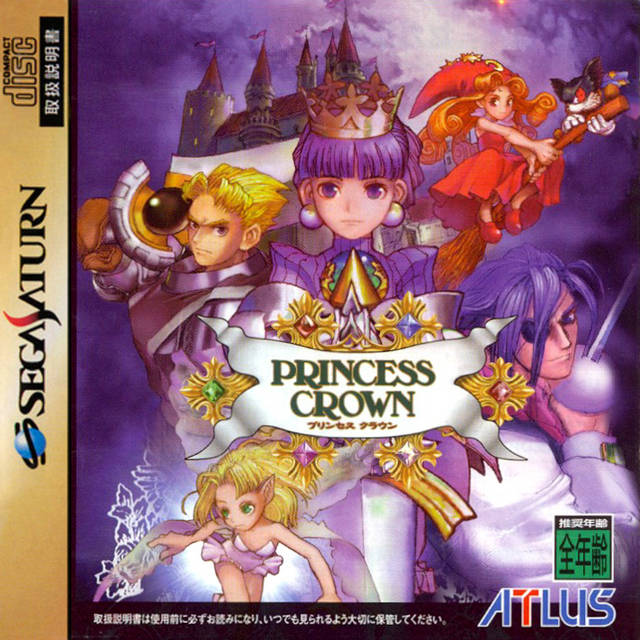 COMPACT
disc
取扱説明書
SEGA SATURN
PRINCESS
CROWN
プリンセス クラウン
推奨年齢
全年齢
取扱説明書は使用前に必ずお読みになり、いつでも見られるよう大切に保管してください。
ATLUS